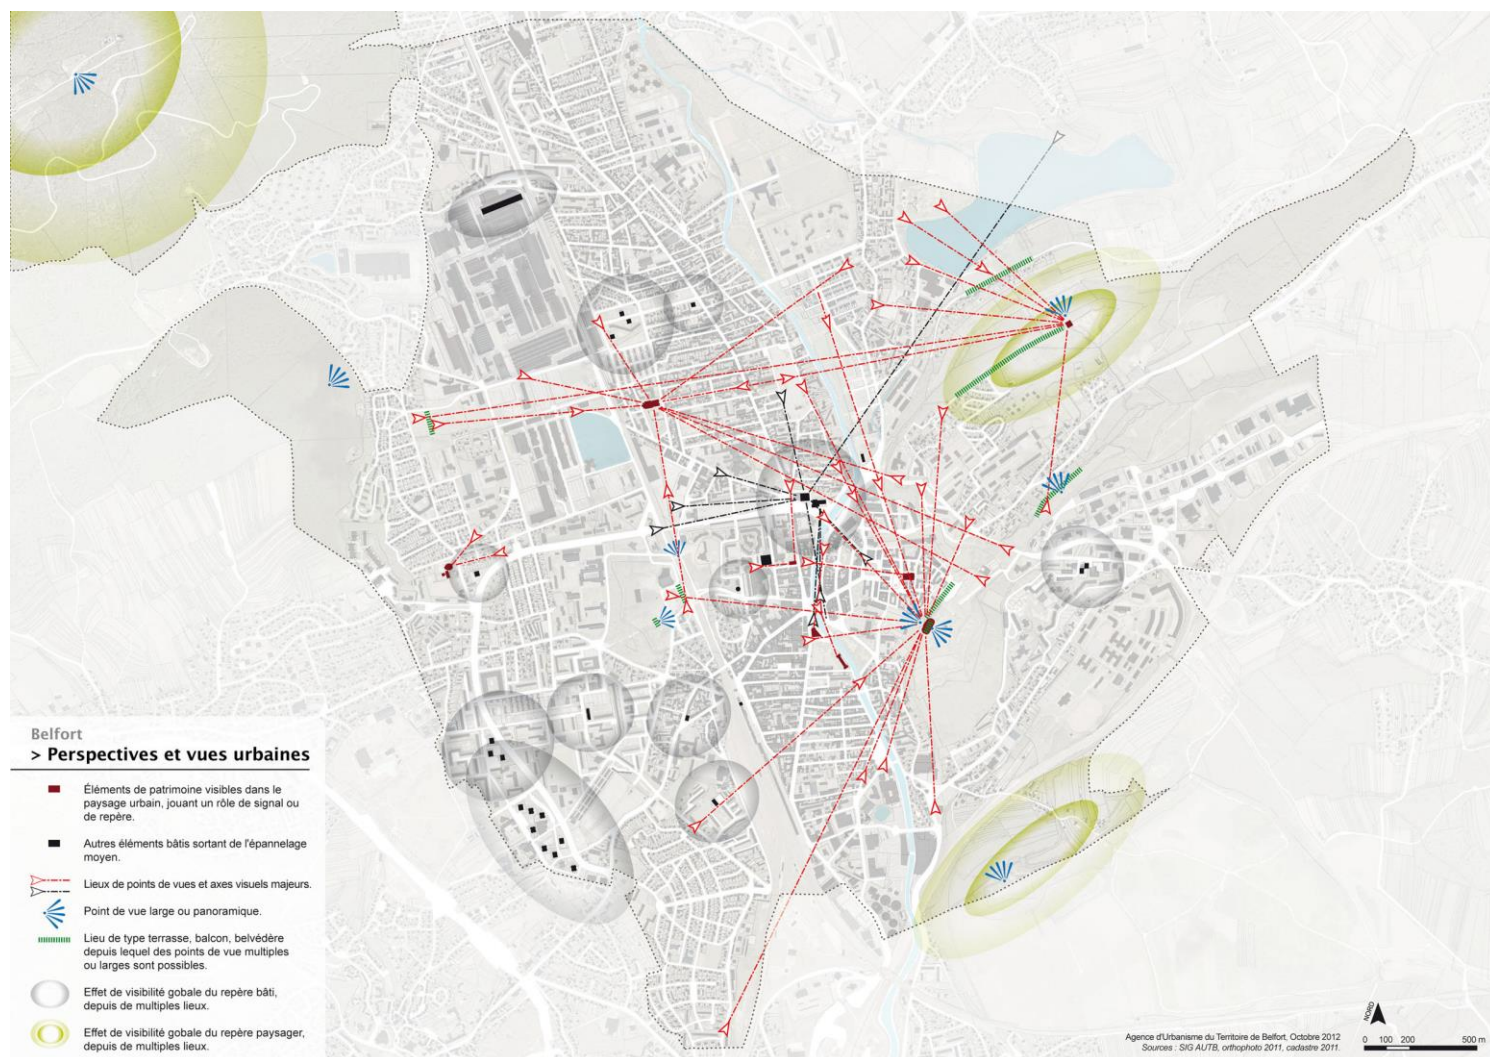 Belfort
> Perspectives et vues urbaines
Éléments de patrimoine visibles dans le
paysage urbain, jouant un rôle de signal ou
de repère.
Autres éléments bâtis sortant de l'épannelage
moyen.
Lieux de points de vues et axes visuels majeurs.
Point de vue large ou panoramique.
Lieu de type terrasse, balcon, belvédère
depuis lequel des points de vue multiples
ou larges sont possibles.
Effet de visibilité gobale du repère bâti,
depuis de multiples lieux.
Effet de visibilité gobale du repère paysager,
depuis de multiples lieux.
NORD
Agence d'Urbanisme du Territoire de Belfort, Octobre 2012
Sources : SIG AUTB, orthophoto 2011, cadastre 2011.
0 100 200 500 m